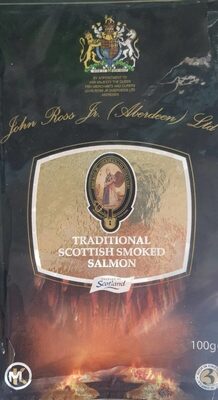 BY APPOINTMENT TO
HER MAJESTY THE QUEEN
FISH MERCHANTS AND CURERS
JOHN ROSS JR (ABERDEEN) LTD
ABERDEEN
John Ross Jr. (Aberdeen) Ltd
TRADITIONAL
SCOTTISH SMOKED
SALMON
Scotland
100g